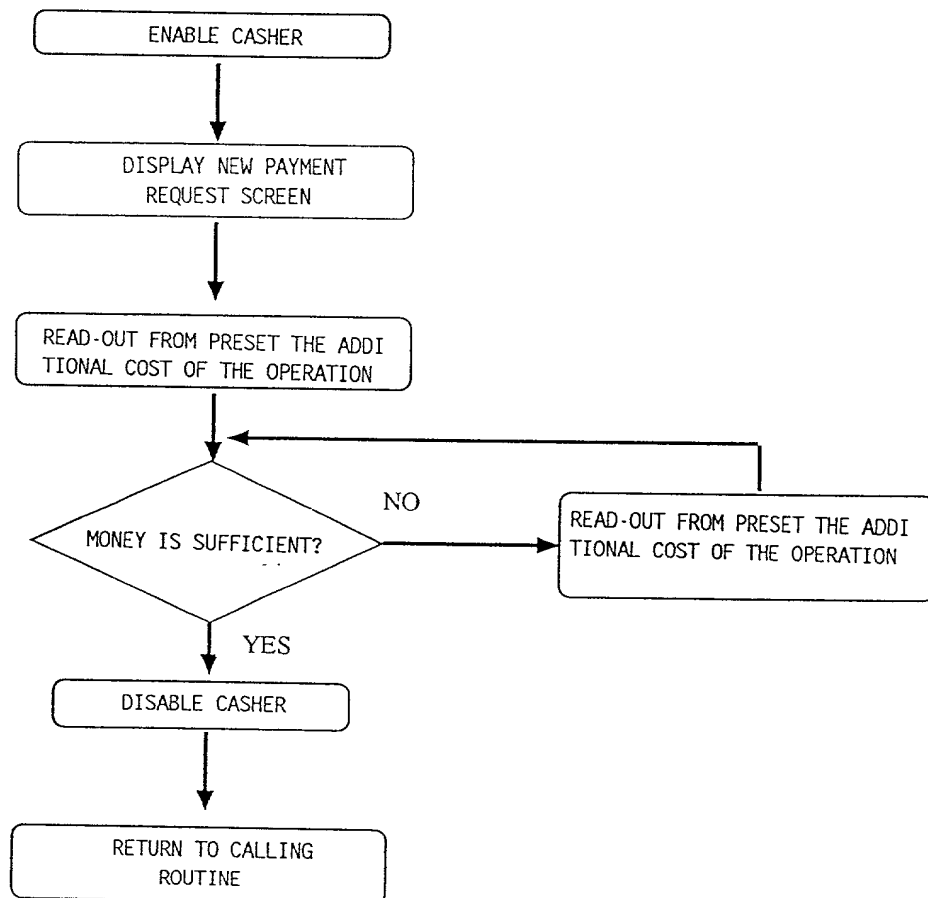 ENABLE CASHER
DISPLAY NEW PAYMENT
REQUEST SCREEN
READ-OUT FROM PRESET THE ADDI
TIONAL COST OF THE OPERATION
MONEY IS SUFFICIENT?
NO
READ-OUT FROM PRESET THE ADDI
TIONAL COST OF THE OPERATION
YES
DISABLE CASHER
RETURN TO CALLING
ROUTINE